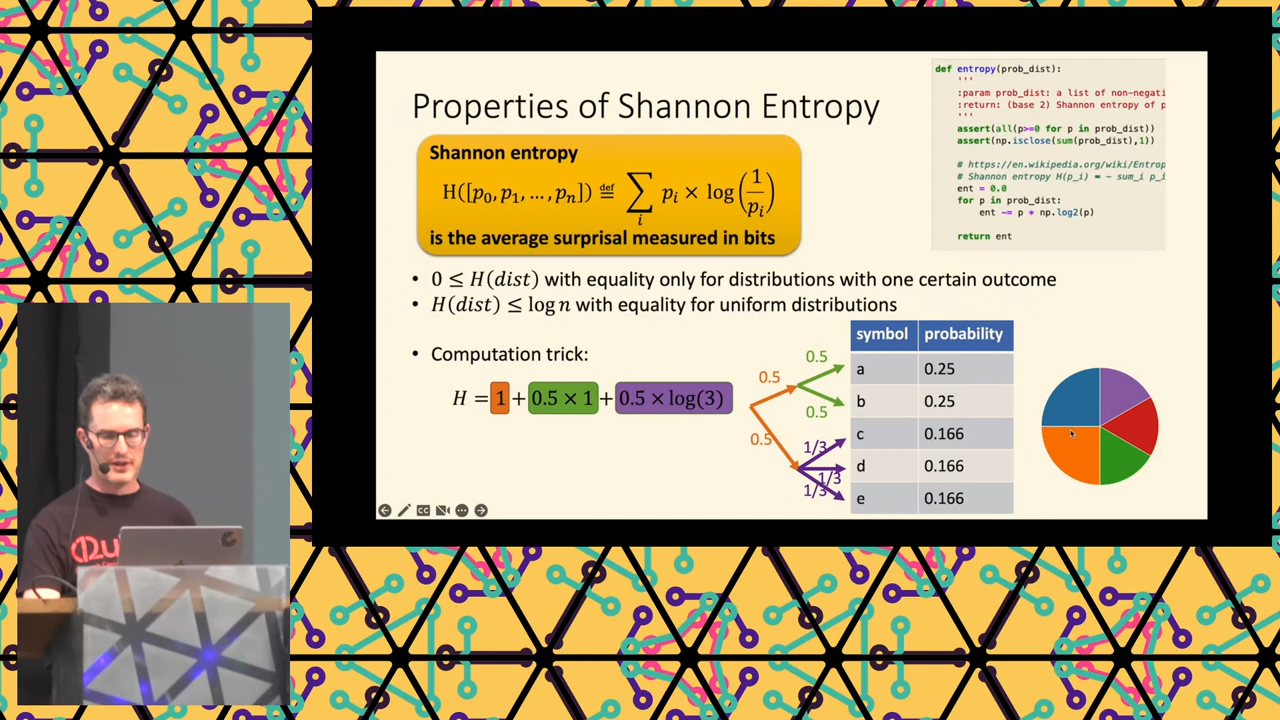 Properties of Shannon Entropy
Shannon entropy
H([p₀, p₁, …, pₙ]) ≝ ∑ᵢ pᵢ × log(1/pᵢ)
is the average surprisal measured in bits
def entropy(prob_dist):
'''
:param prob_dist: a list of non-negati
:return: (base 2) Shannon entropy of p
'''
assert(all(p>=0 for p in prob_dist))
assert(np.isclose(sum(prob_dist),1))
# https://en.wikipedia.org/wiki/Entrop
# Shannon entropy H(p_i) = - sum_i p_i
ent = 0.0
for p in prob_dist:
ent -= p * np.log2(p)
return ent
• 0 ≤ H(dist) with equality only for distributions with one certain outcome
• H(dist) ≤ log n with equality for uniform distributions
• Computation trick:
H = 1 + 0.5 × 1 + 0.5 × log(3)
0.5
0.5
0.5
0.5
1/3
1/3
1/3
symbol probability
a 0.25
b 0.25
c 0.166
d 0.166
e 0.166
CC
Qu